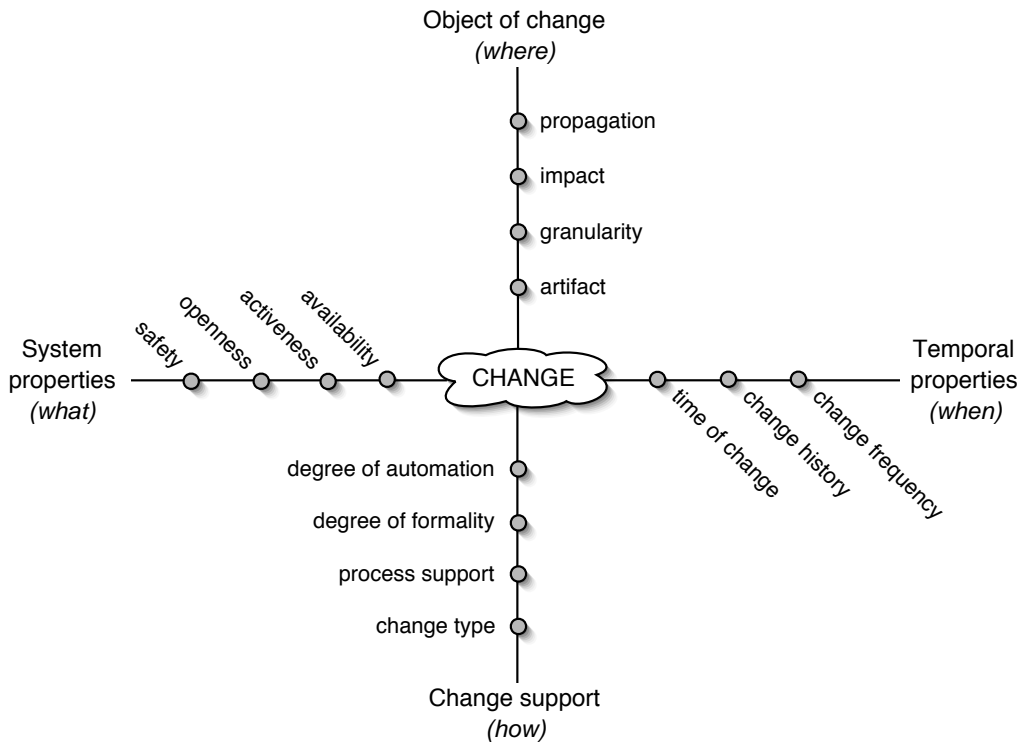 Object of change
(where)
propagation
impact
granularity
artifact
safety
openness
activeness
availability
System
properties
(what)
CHANGE
Temporal
properties
(when)
time of change
change history
change frequency
degree of automation
degree of formality
process support
change type
Change support
(how)